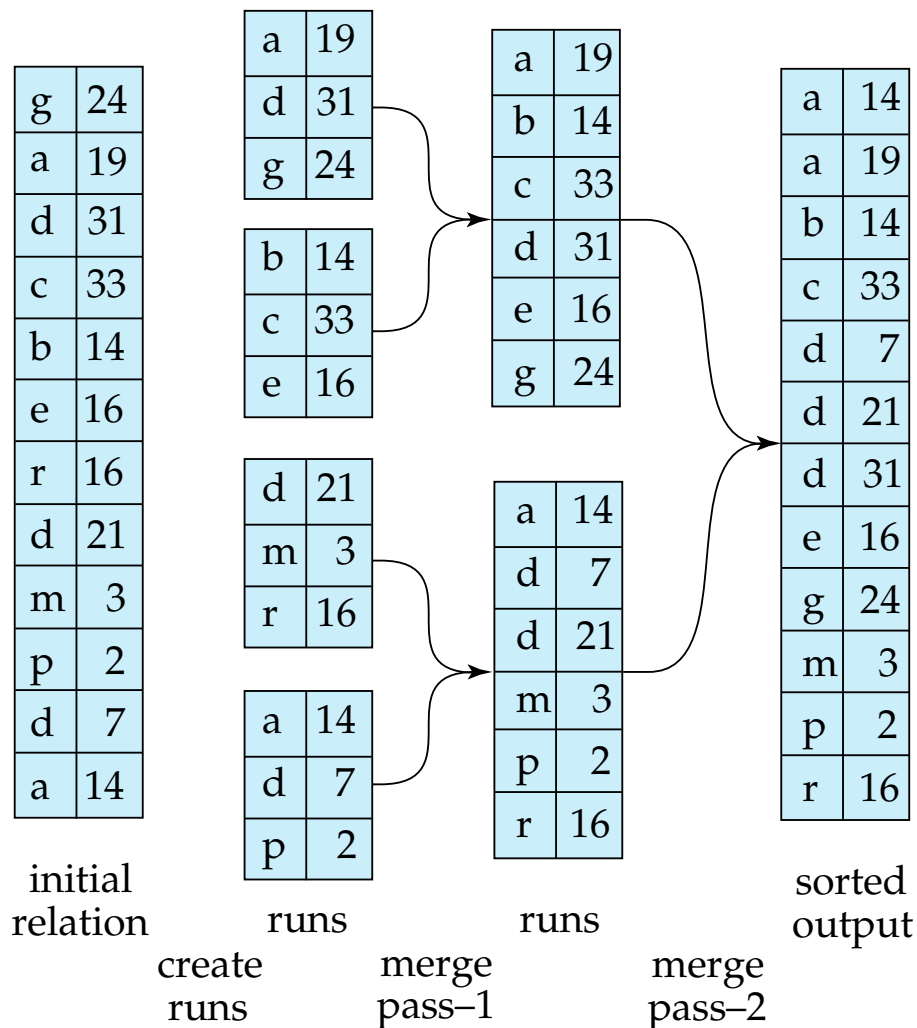 g 24
a 19
d 31
c 33
b 14
e 16
r 16
d 21
m 3
p 2
d 7
a 14
initial
relation
a 19
d 31
g 24
b 14
c 33
e 16
d 21
m 3
r 16
a 14
d 7
p 2
runs
create
runs
a 19
b 14
c 33
d 31
e 16
g 24
a 14
d 7
d 21
m 3
p 2
r 16
runs
merge
pass–1
a 14
a 19
b 14
c 33
d 7
d 21
d 31
e 16
g 24
m 3
p 2
r 16
sorted
output
merge
pass–2